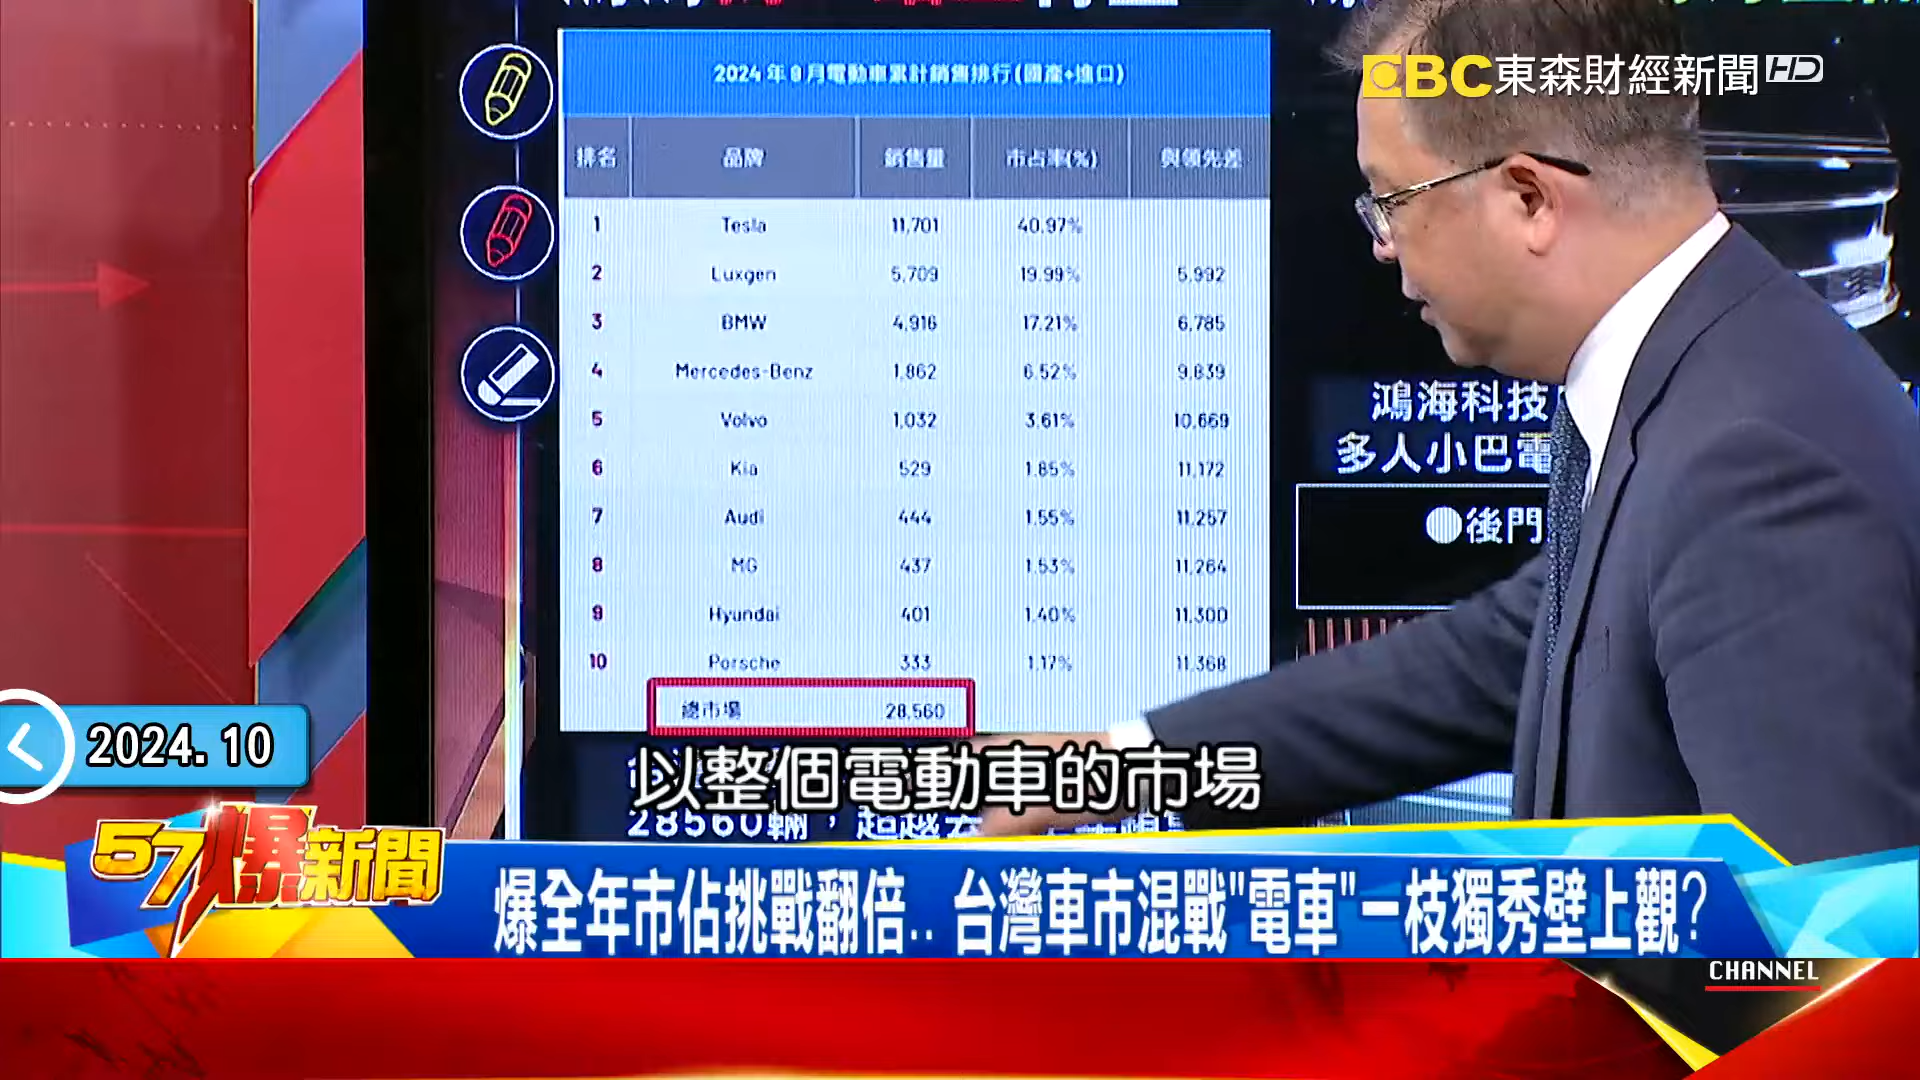 EBC東森財經新聞HD
2024年9月電動車累計銷售排行(國產+進口)
排名 品牌 銷售量 市占率(%) 與領先差
1 Tesla 11,701 40.97%
2 Luxgen 5,709 19.99% 5,992
3 BMW 4,916 17.21% 6,785
4 Mercedes-Benz 1,862 6.52% 9,839
5 Volvo 1,032 3.61% 10,669
6 Kia 529 1.85% 11,172
7 Audi 444 1.55% 11,257
8 MG 437 1.53% 11,264
9 Hyundai 401 1.40% 11,300
10 Porsche 333 1.17% 11,368
總市場 28,560
鴻海科技
多人小巴電
●後門
2024.10
以整個電動車的市場
28560輛，超越
57爆新聞
爆全年市佔挑戰翻倍.. 台灣車市混戰"電車"一枝獨秀壁上觀?
CHANNEL